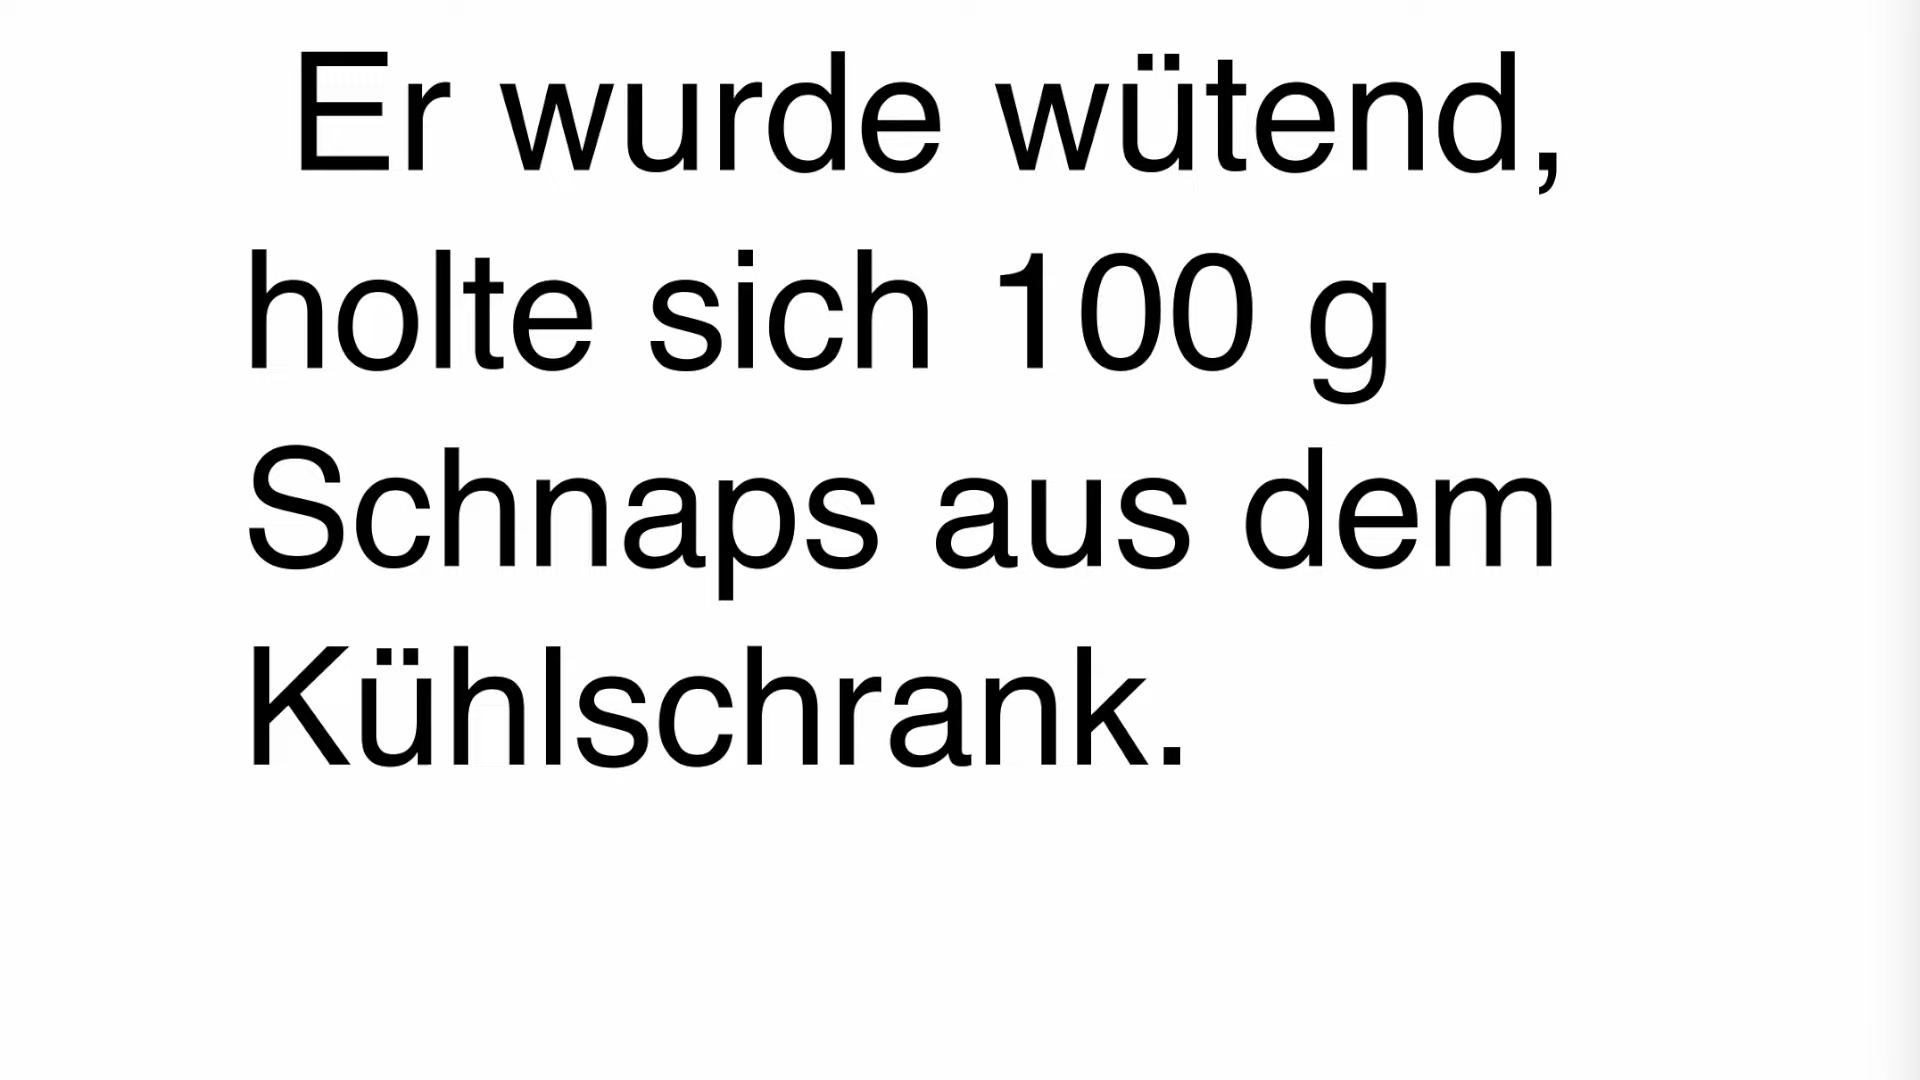 Er wurde wütend,
holte sich 100 g
Schnaps aus dem
Kühlschrank.